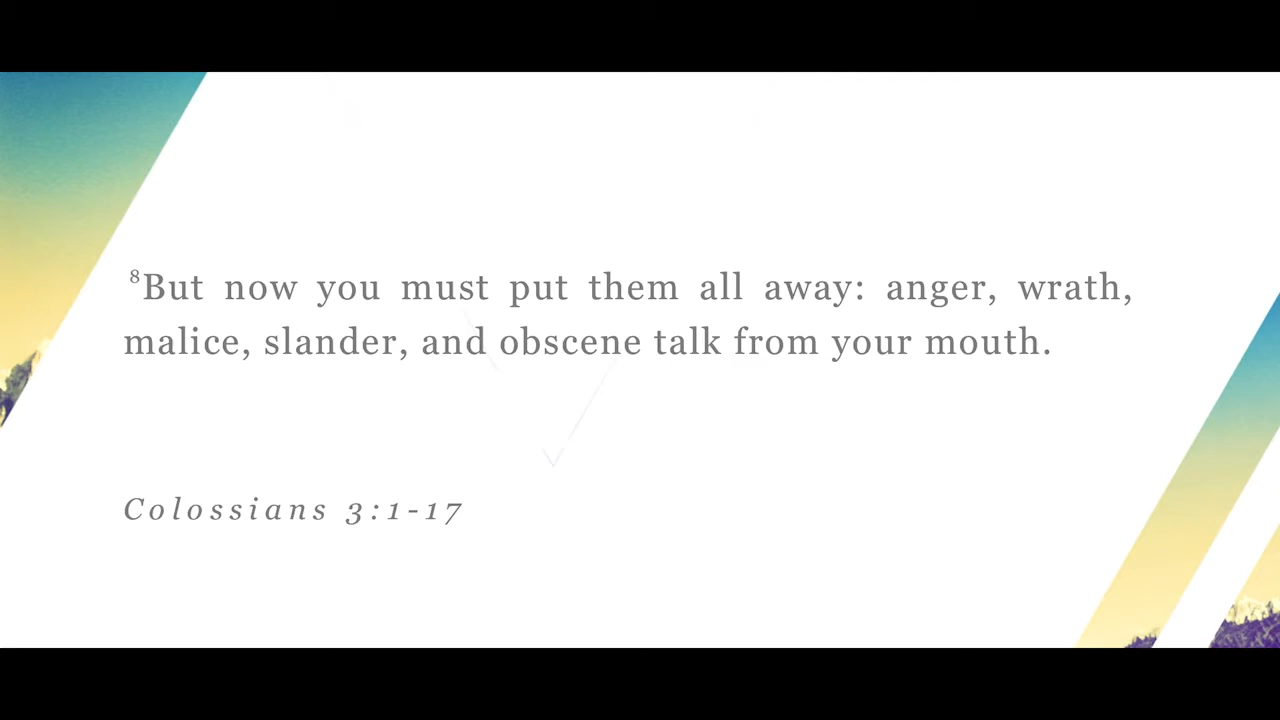 ⁸But now you must put them all away: anger, wrath,
malice, slander, and obscene talk from your mouth.
Colossians 3:1-17